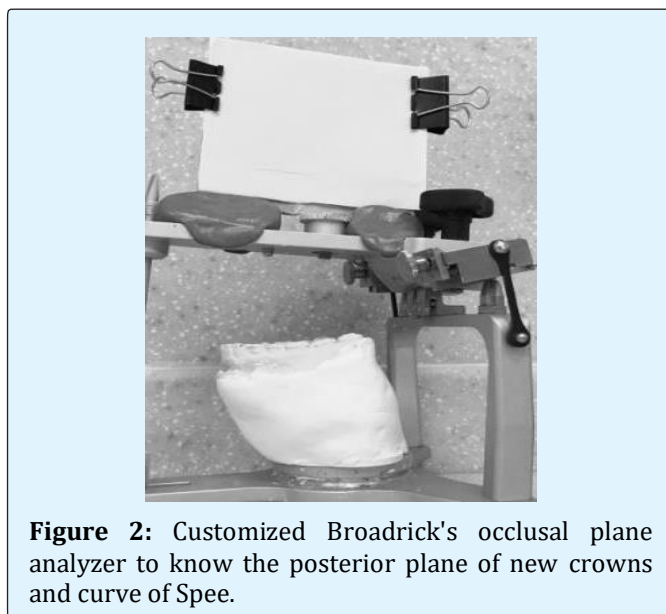 Figure 2: Customized Broadrick's occlusal plane
analyzer to know the posterior plane of new crowns
and curve of Spee.